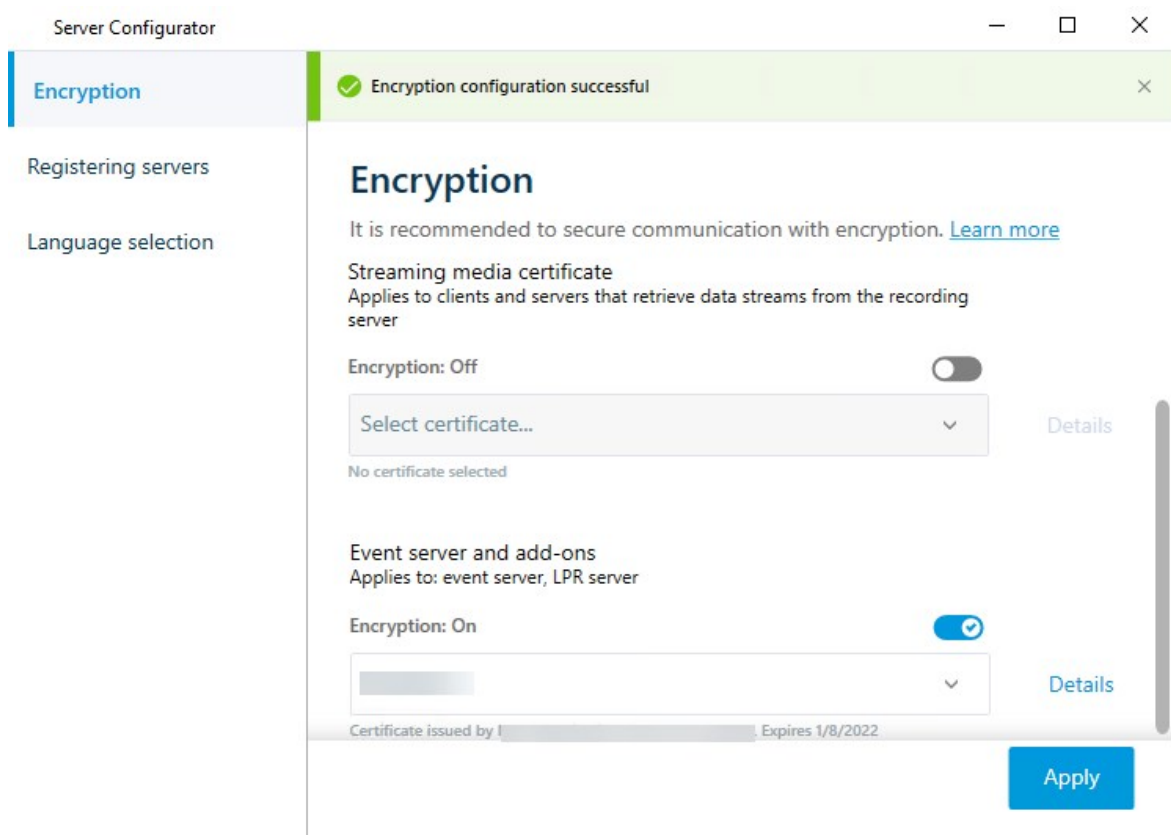 Server Configurator
Encryption
Registering servers
Language selection
Encryption configuration successful
Encryption
It is recommended to secure communication with encryption. Learn more
Streaming media certificate
Applies to clients and servers that retrieve data streams from the recording
server
Encryption: Off
Select certificate...
Details
No certificate selected
Event server and add-ons
Applies to: event server, LPR server
Encryption: On
Details
Certificate issued by
. Expires 1/8/2022
Apply